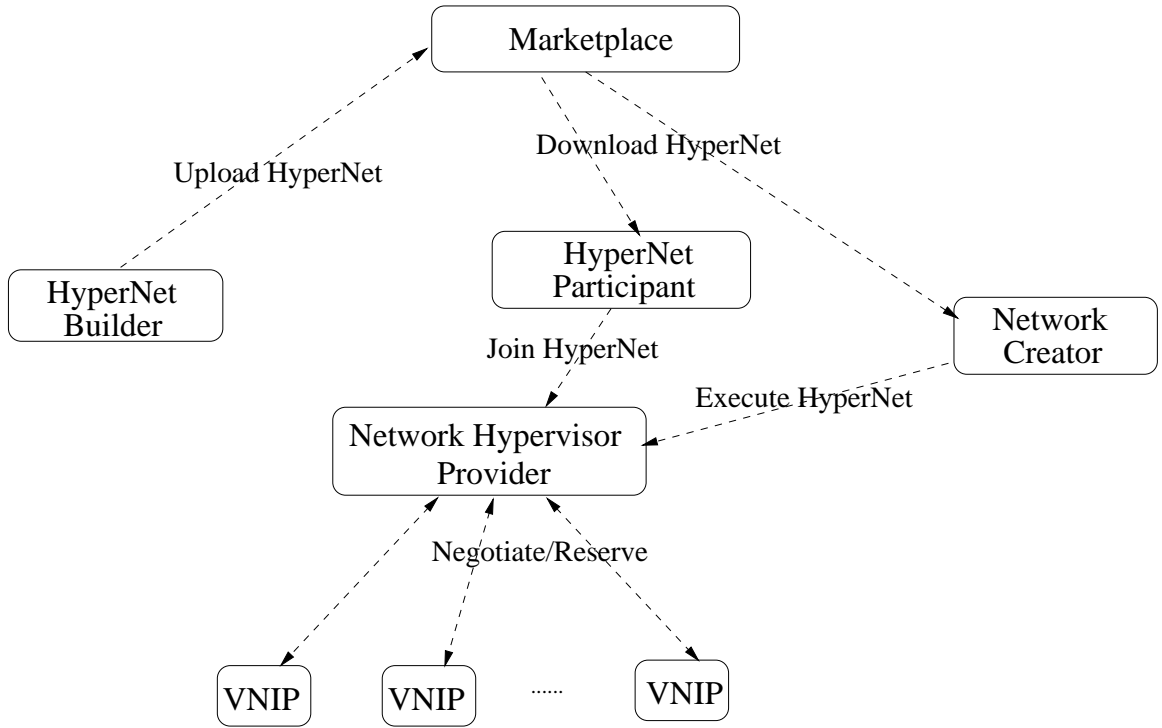 Marketplace
Download HyperNet
Upload HyperNet
HyperNet
Participant
HyperNet
Builder
Network
Creator
Join HyperNet
Execute HyperNet
Network Hypervisor
Provider
Negotiate/Reserve
VNIP
VNIP
......
VNIP